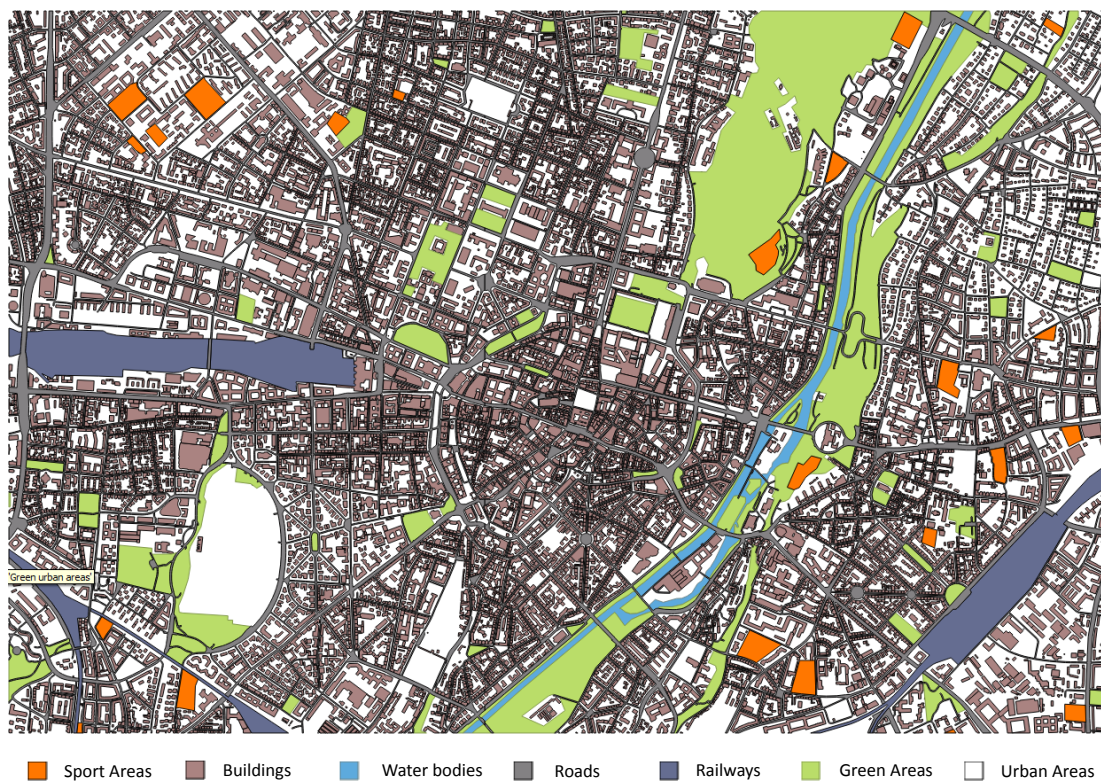 'Green urban areas'
Sport Areas
Buildings
Water bodies
Roads
Railways
Green Areas
Urban Areas